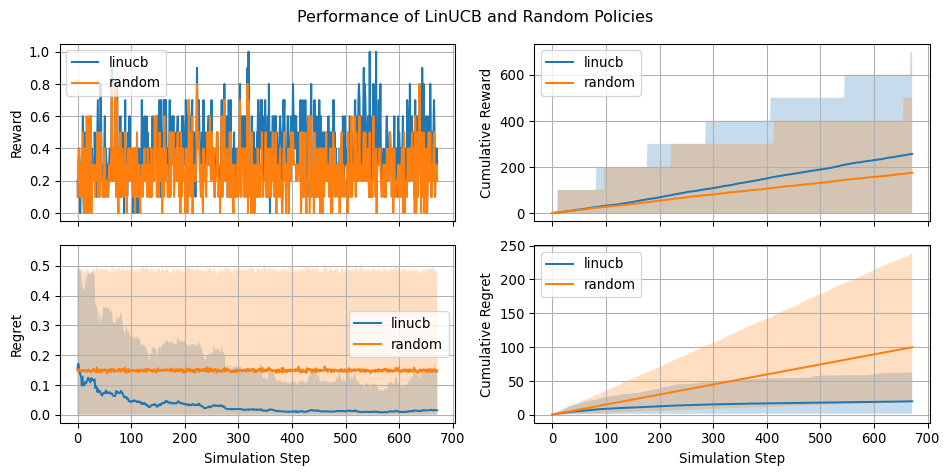 Performance of LinUCB and Random Policies
Reward
1.0
0.8
0.6
0.4
0.2
0.0
linucb
random
Cumulative Reward
600
400
200
0
linucb
random
Regret
0.5
0.4
0.3
0.2
0.1
0.0
linucb
random
0 100 200 300 400 500 600 700
Simulation Step
Cumulative Regret
250
200
150
100
50
0
linucb
random
0 100 200 300 400 500 600 700
Simulation Step